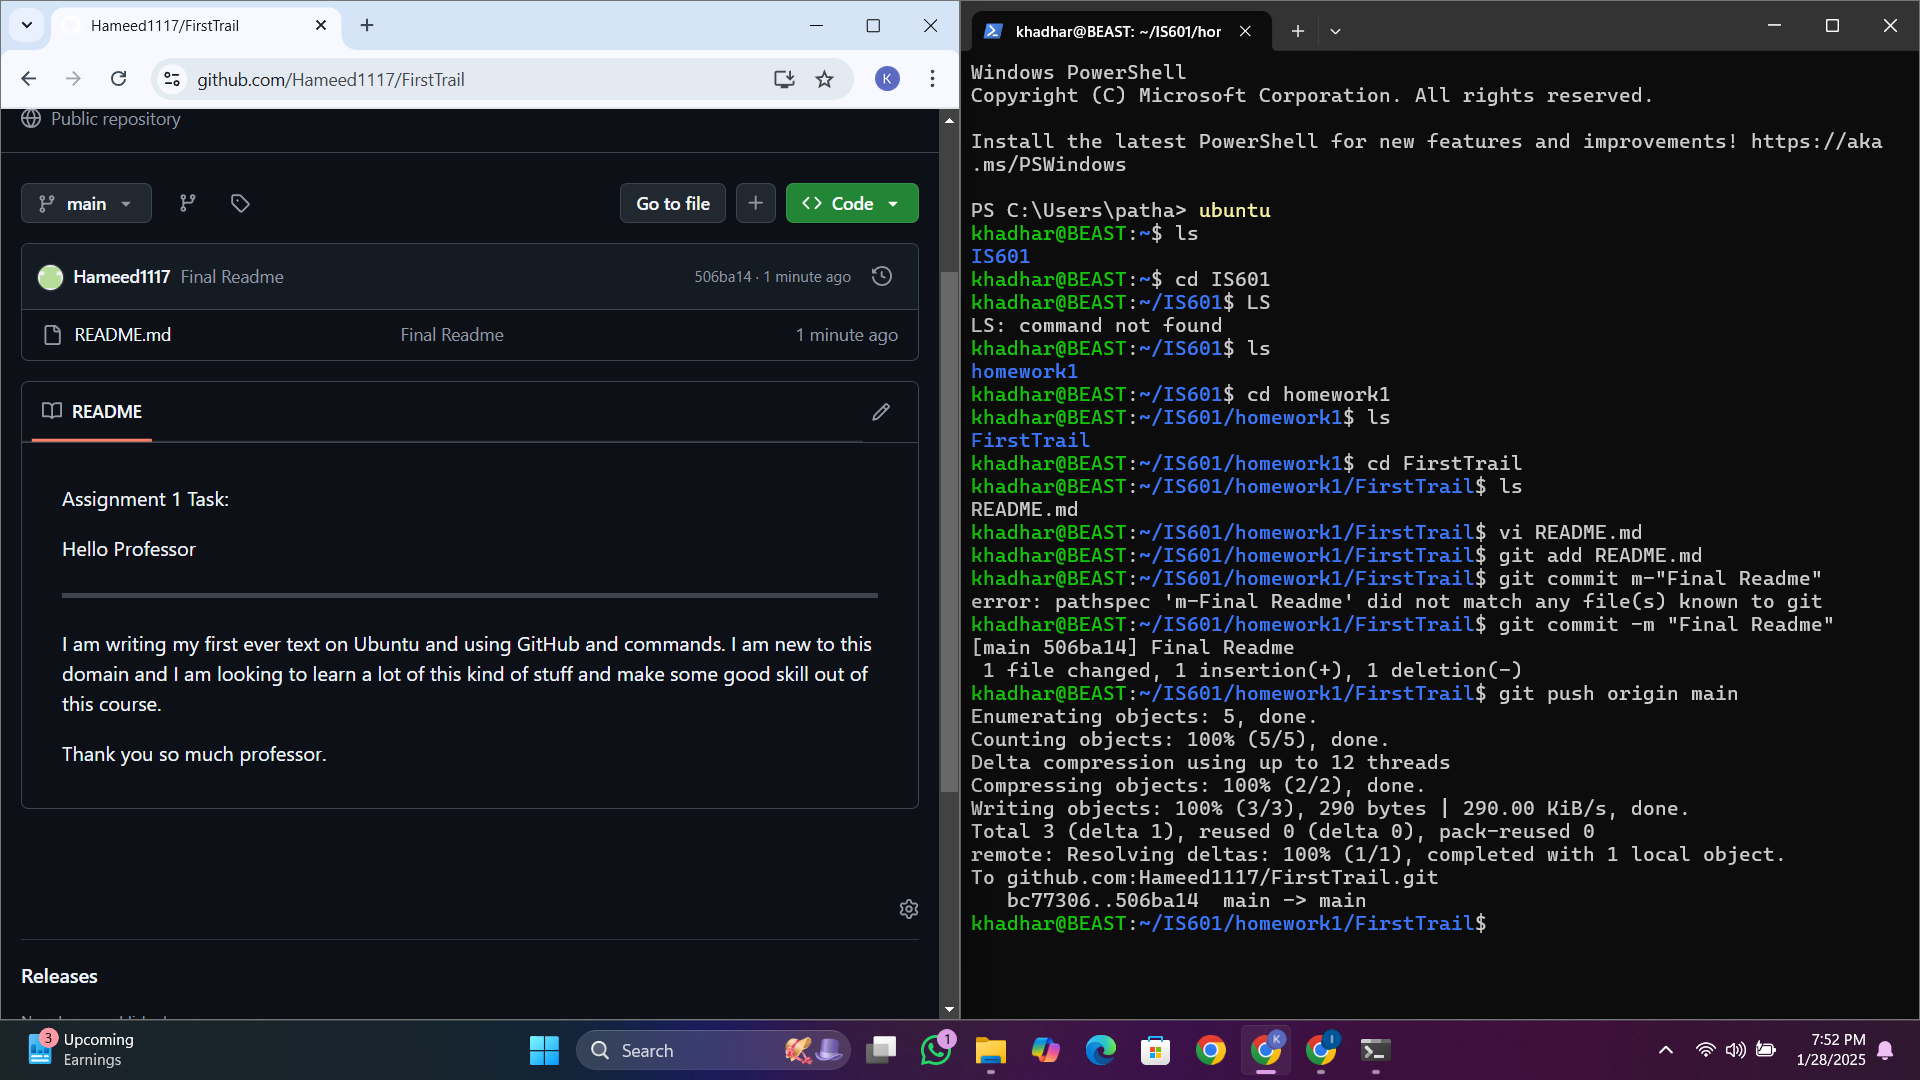 Hameed1117/FirstTrail
github.com/Hameed1117/FirstTrail
K
Public repository
main
Go to file
Code
Hameed1117 Final Readme
506ba14 · 1 minute ago
README.md
Final Readme
1 minute ago
README
Assignment 1 Task:
Hello Professor
I am writing my first ever text on Ubuntu and using GitHub and commands. I am new to this
domain and I am looking to learn a lot of this kind of stuff and make some good skill out of
this course.
Thank you so much professor.
Releases
khadhar@BEAST: ~/IS601/hor
Windows PowerShell
Copyright (C) Microsoft Corporation. All rights reserved.
Install the latest PowerShell for new features and improvements! https://aka
.ms/PSWindows
PS C:\Users\patha> ubuntu
khadhar@BEAST:~$ ls
IS601
khadhar@BEAST:~$ cd IS601
khadhar@BEAST:~/IS601$ LS
LS: command not found
khadhar@BEAST:~/IS601$ ls
homework1
khadhar@BEAST:~/IS601$ cd homework1
khadhar@BEAST:~/IS601/homework1$ ls
FirstTrail
khadhar@BEAST:~/IS601/homework1$ cd FirstTrail
khadhar@BEAST:~/IS601/homework1/FirstTrail$ ls
README.md
khadhar@BEAST:~/IS601/homework1/FirstTrail$ vi README.md
khadhar@BEAST:~/IS601/homework1/FirstTrail$ git add README.md
khadhar@BEAST:~/IS601/homework1/FirstTrail$ git commit m-"Final Readme"
error: pathspec 'm-Final Readme' did not match any file(s) known to git
khadhar@BEAST:~/IS601/homework1/FirstTrail$ git commit -m "Final Readme"
[main 506ba14] Final Readme
 1 file changed, 1 insertion(+), 1 deletion(-)
khadhar@BEAST:~/IS601/homework1/FirstTrail$ git push origin main
Enumerating objects: 5, done.
Counting objects: 100% (5/5), done.
Delta compression using up to 12 threads
Compressing objects: 100% (2/2), done.
Writing objects: 100% (3/3), 290 bytes | 290.00 KiB/s, done.
Total 3 (delta 1), reused 0 (delta 0), pack-reused 0
remote: Resolving deltas: 100% (1/1), completed with 1 local object.
To github.com:Hameed1117/FirstTrail.git
   bc77306..506ba14  main -> main
khadhar@BEAST:~/IS601/homework1/FirstTrail$
3
Upcoming
Earnings
Search
1
K
I
7:52 PM
1/28/2025